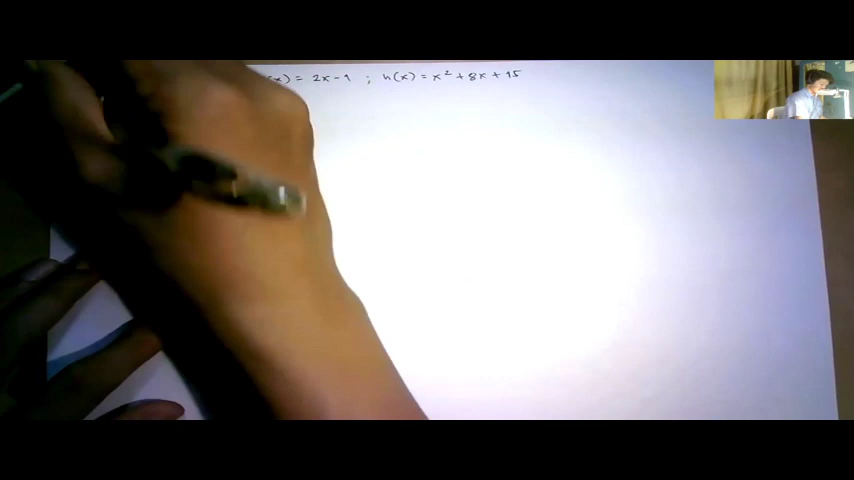 (x) = 2x-1 ; h(x) = x² + 8x + 15